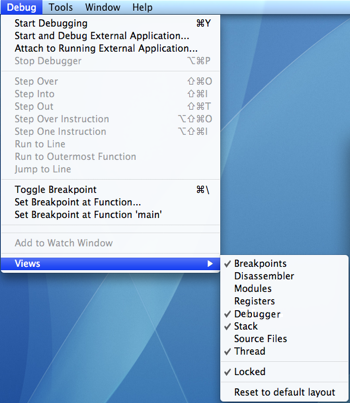 Debug Tools Window Help
Start Debugging ⌘Y
Start and Debug External Application...
Attach to Running External Application...
Stop Debugger ⌥⌘P
Step Over ⇧⌘O
Step Into ⇧⌘I
Step Out ⇧⌘T
Step Over Instruction ⌥⇧⌘O
Step One Instruction ⌥⇧⌘I
Run to Line
Run to Outermost Function
Jump to Line
Toggle Breakpoint ⌘\
Set Breakpoint at Function...
Set Breakpoint at Function 'main'
Add to Watch Window
Views ▶
✓ Breakpoints
Disassembler
Modules
Registers
✓ Debugger
✓ Stack
Source Files
✓ Thread
✓ Locked
Reset to default layout